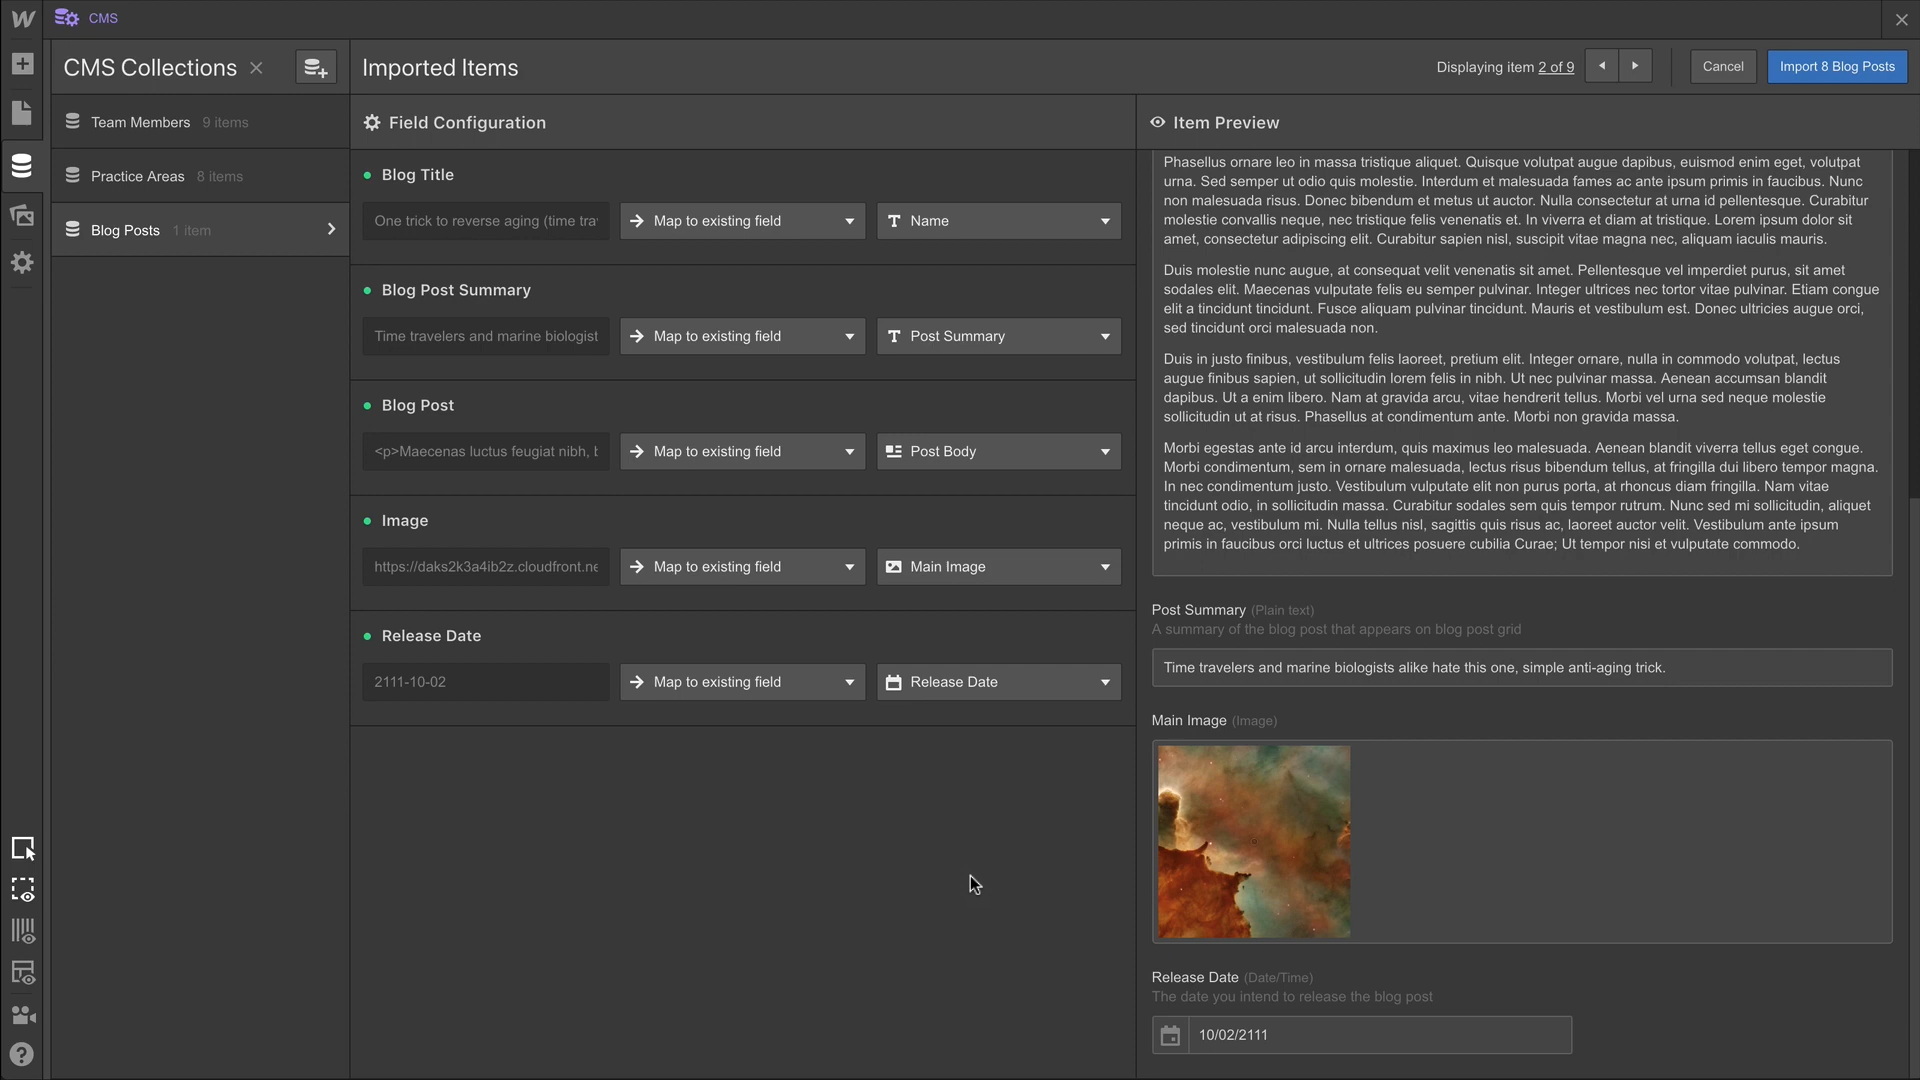 CMS
CMS Collections
Imported Items
Displaying item 2 of 9
Cancel
Import 8 Blog Posts
Team Members 9 items
Practice Areas 8 items
Blog Posts 1 item
Field Configuration
Blog Title
One trick to reverse aging (time tra
Map to existing field
Name
Blog Post Summary
Time travelers and marine biologist
Map to existing field
Post Summary
Blog Post
<p>Maecenas luctus feugiat nibh,
Map to existing field
Post Body
Image
https://daks2k3a4ib2z.cloudfront.ne
Map to existing field
Main Image
Release Date
2111-10-02
Map to existing field
Release Date
Item Preview
Phasellus ornare leo in massa tristique aliquet. Quisque volutpat augue dapibus, euismod enim eget, volutpat
urna. Sed semper ut odio quis molestie. Interdum et malesuada fames ac ante ipsum primis in faucibus. Nunc
non malesuada risus. Donec bibendum et metus ut auctor. Nulla consectetur at urna id pellentesque. Curabitur
molestie convallis neque, nec tristique felis venenatis et. In viverra et diam at tristique. Lorem ipsum dolor sit
amet, consectetur adipiscing elit. Curabitur sapien nisl, suscipit vitae magna nec, aliquam iaculis mauris.
Duis molestie nunc augue, at consequat velit venenatis sit amet. Pellentesque vel imperdiet purus, sit amet
sodales elit. Maecenas vulputate felis eu semper pulvinar. Integer ultrices nec tortor vitae pulvinar. Etiam congue
elit a tincidunt tincidunt. Fusce aliquam pulvinar tincidunt. Mauris et vestibulum est. Donec ultricies augue orci,
sed tincidunt orci malesuada non.
Duis in justo finibus, vestibulum felis laoreet, pretium elit. Integer ornare, nulla in commodo volutpat, lectus
augue finibus sapien, ut sollicitudin lorem felis in nibh. Ut nec pulvinar massa. Aenean accumsan blandit
dapibus. Ut a enim libero. Nam at gravida arcu, vitae hendrerit tellus. Morbi vel urna sed neque molestie
sollicitudin ut at risus. Phasellus at condimentum ante. Morbi non gravida massa.
Morbi egestas ante id arcu interdum, quis maximus leo malesuada. Aenean blandit viverra tellus eget congue.
Morbi condimentum, sem in ornare malesuada, lectus risus bibendum tellus, at fringilla dui libero tempor magna.
In nec condimentum justo. Vestibulum vulputate elit non purus porta, at rhoncus diam fringilla. Nam vitae
tincidunt odio, in sollicitudin massa. Curabitur sodales sem quis tempor rutrum. Nunc sed mi sollicitudin, aliquet
neque ac, vestibulum mi. Nulla tellus nisl, sagittis quis risus ac, laoreet auctor velit. Vestibulum ante ipsum
primis in faucibus orci luctus et ultrices posuere cubilia Curae; Ut tempor nisi et vulputate commodo.
Post Summary (Plain text)
A summary of the blog post that appears on blog post grid
Time travelers and marine biologists alike hate this one, simple anti-aging trick.
Main Image (Image)
Release Date (Date/Time)
The date you intend to release the blog post
10/02/2111